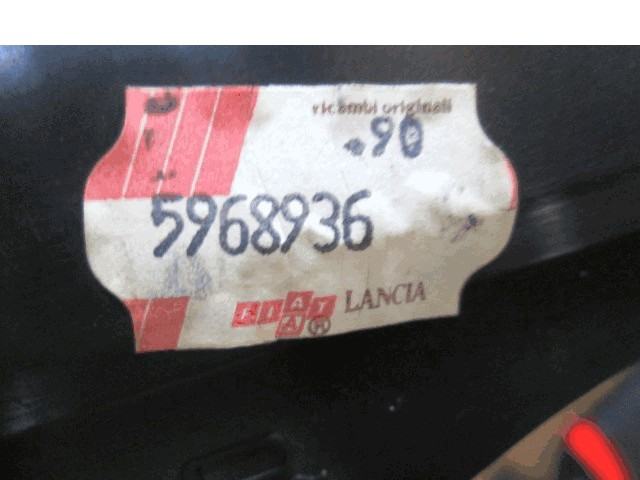 ricambi originali
.90
5968936
FIAT LANCIA
A ®